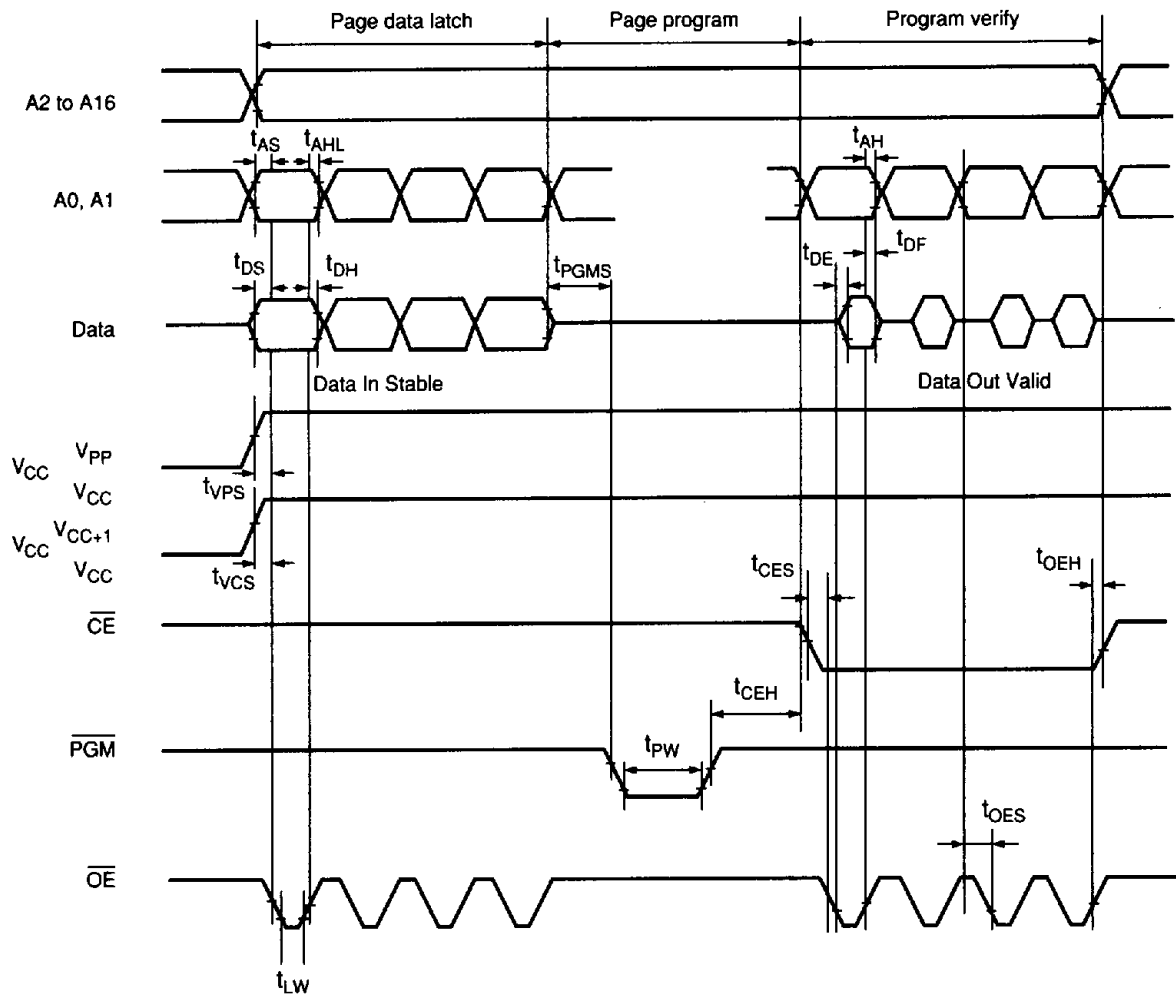 Page data latch Page program Program verify
A2 to A16
tAS tAHL tAH
A0, A1
tDS tDH tPGMS tDE tDF
Data
Data In Stable Data Out Valid
VPP
VCC
tVPS
VCC
VCC+1
VCC
tVCS tCES tOEH
VCC
CE
tCEH
PGM tPW
tOES
OE
tLW